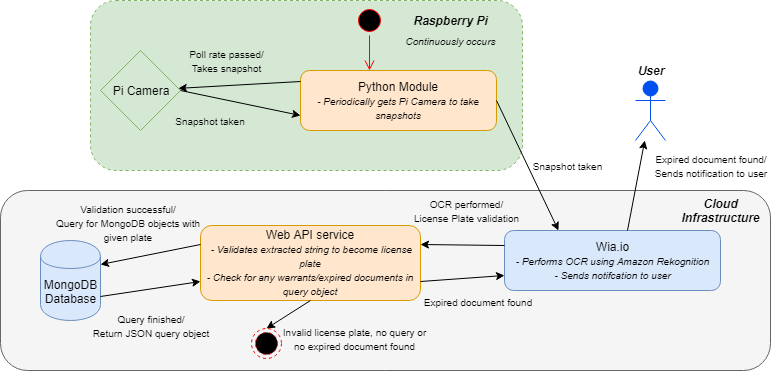 Raspberry Pi
Continuously occurs
Poll rate passed/
Takes snapshot
Pi Camera
Python Module
- Periodically gets Pi Camera to take
snapshots
Snapshot taken
User
Snapshot taken
Expired document found/
Sends notification to user
Cloud
Infrastructure
Validation successful/
Query for MongoDB objects with
given plate
OCR performed/
License Plate validation
Web API service
- Validates extracted string to become license
plate
- Check for any warrants/expired documents in
query object
Wia.io
- Performs OCR using Amazon Rekognition
- Sends notifcation to user
MongoDB
Database
Expired document found
Query finished/
Return JSON query object
Invalid license plate, no query or
no expired document found